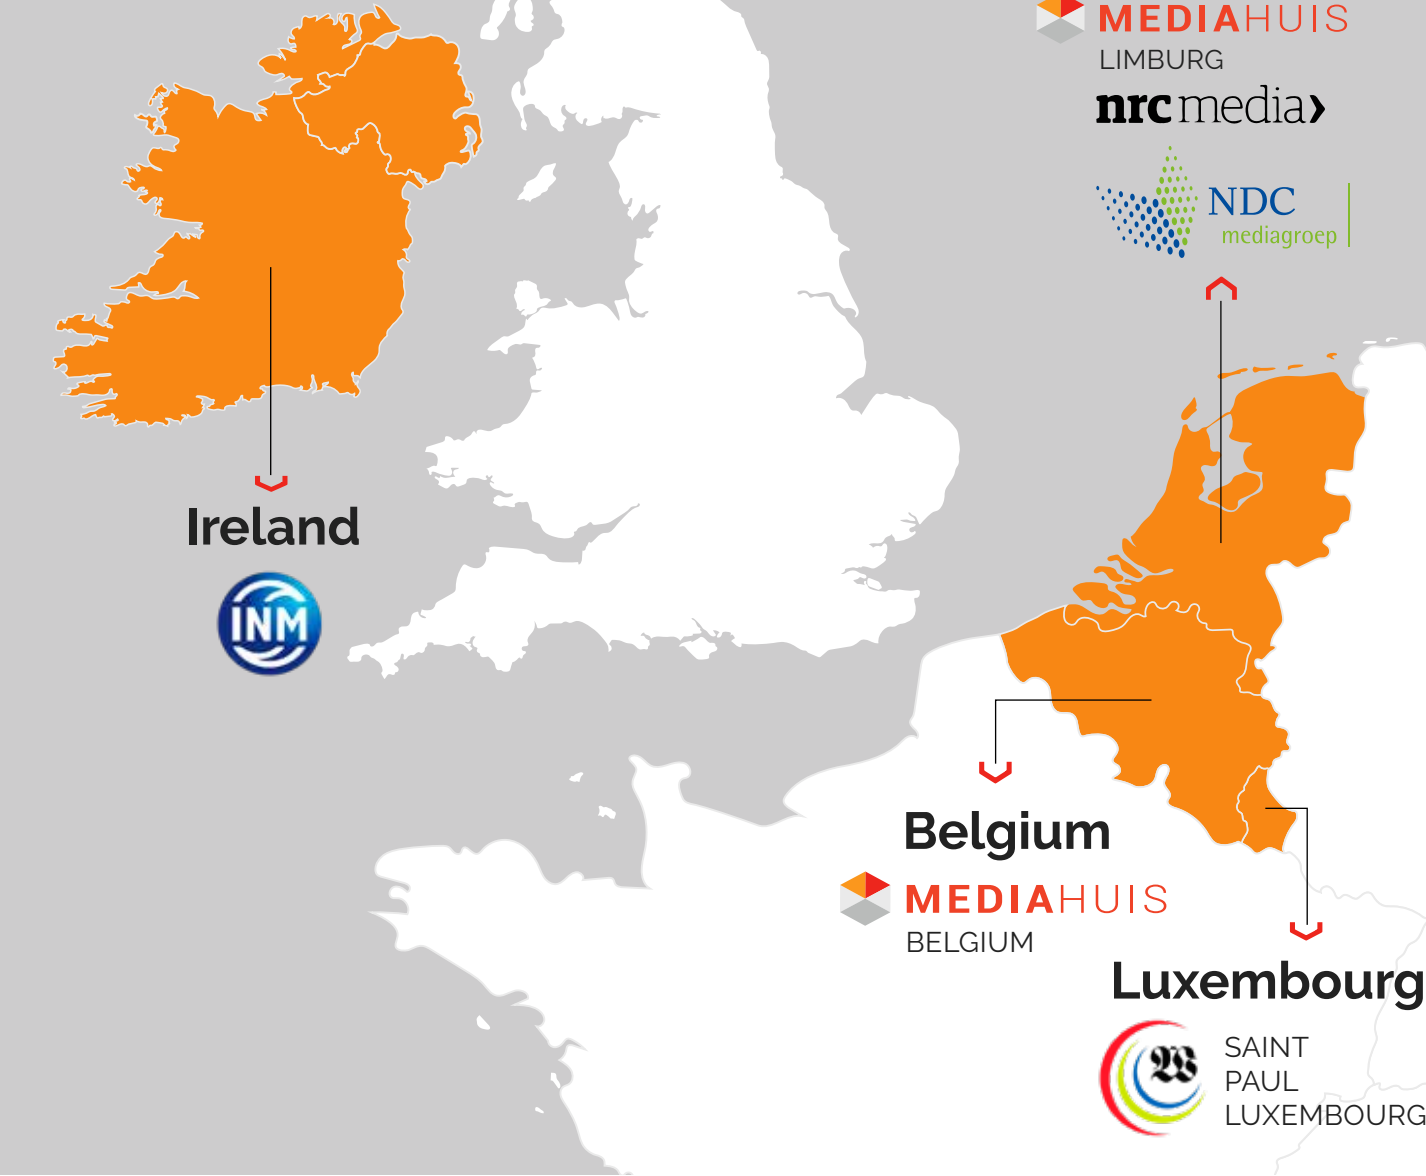 MEDIAHUIS
LIMBURG
nrc media
NDC
mediagroep
Ireland
INM
Belgium
MEDIAHUIS
BELGIUM
Luxembourg
W
SAINT
PAUL
LUXEMBOURG